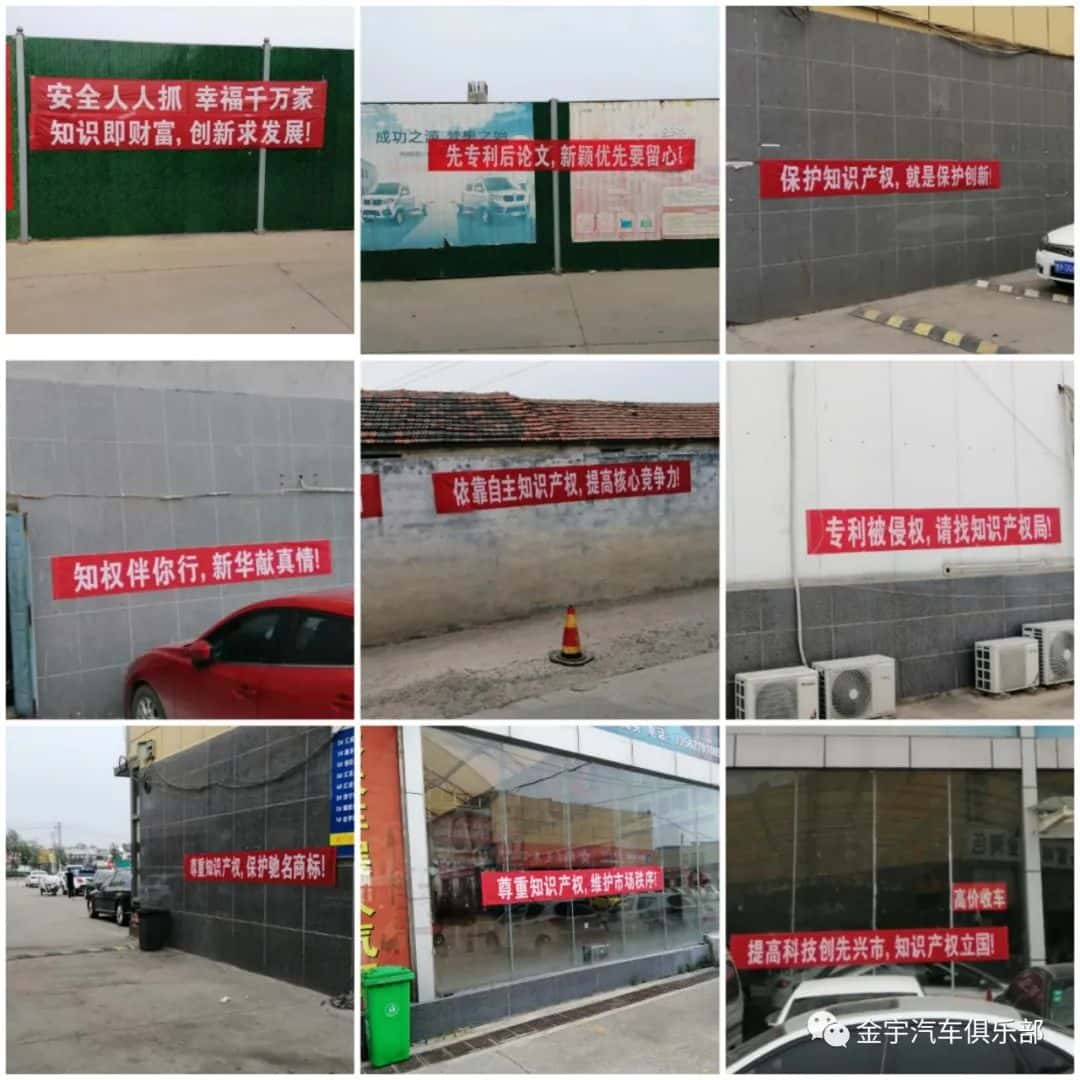 安全人人抓 幸福千万家
知识即财富,创新求发展!
成功之源
先专利后论文,新颖优先要留心!
保护知识产权,就是保护创新!
知权伴你行,新华献真情!
依靠自主知识产权,提高核心竞争力!
专利被侵权,请找知识产权局!
尊重知识产权,保护驰名商标!
尊重知识产权,维护市场秩序!
高价收车
提高科技创先兴市,知识产权立国!
金宇汽车俱乐部